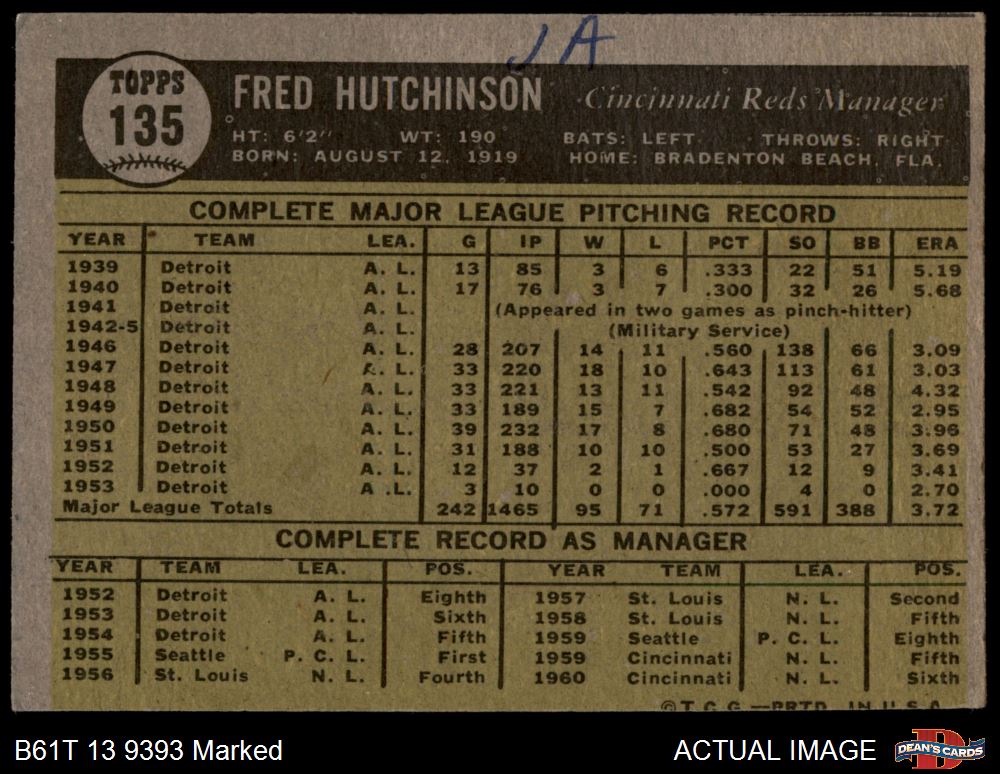 JA
TOPPS
135
FRED HUTCHINSON Cincinnati Reds Manager
HT: 6'2" WT: 190 BATS: LEFT THROWS: RIGHT
BORN: AUGUST 12, 1919 HOME: BRADENTON BEACH, FLA.
COMPLETE MAJOR LEAGUE PITCHING RECORD
YEAR TEAM LEA. G IP W L PCT SO BB ERA
1939 Detroit A. L. 13 85 3 6 .333 22 51 5.19
1940 Detroit A. L. 17 76 3 7 .300 32 26 5.68
1941 Detroit A. L. (Appeared in two games as pinch-hitter)
1942-5 Detroit A. L. (Military Service)
1946 Detroit A. L. 28 207 14 11 .560 138 66 3.09
1947 Detroit A. L. 33 220 18 10 .643 113 61 3.03
1948 Detroit A. L. 33 221 13 11 .542 92 48 4.32
1949 Detroit A. L. 33 189 15 7 .682 54 52 2.95
1950 Detroit A. L. 39 232 17 8 .680 71 48 3.96
1951 Detroit A. L. 31 188 10 10 .500 53 27 3.69
1952 Detroit A. L. 12 37 2 1 .667 12 9 3.41
1953 Detroit A .L. 3 10 0 0 .000 4 0 2.70
Major League Totals 242 1465 95 71 .572 591 388 3.72
COMPLETE RECORD AS MANAGER
YEAR TEAM LEA. POS. YEAR TEAM LEA. POS.
1952 Detroit A. L. Eighth 1957 St. Louis N. L. Second
1953 Detroit A. L. Sixth 1958 St. Louis N. L. Fifth
1954 Detroit A. L. Fifth 1959 Seattle P. C. L. Eighth
1955 Seattle P. C. L. First 1959 Cincinnati N. L. Fifth
1956 St. Louis N. L. Fourth 1960 Cincinnati N. L. Sixth
©T.C.G.—PRTD. IN U.S.A.
B61T 13 9393 Marked ACTUAL IMAGE DEAN'S CARDS